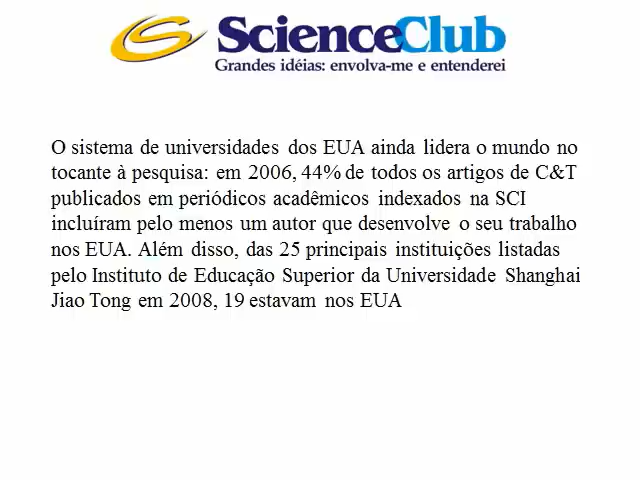 ScienceClub
Grandes idéias: envolva-me e entenderei
O sistema de universidades dos EUA ainda lidera o mundo no
tocante à pesquisa: em 2006, 44% de todos os artigos de C&T
publicados em periódicos acadêmicos indexados na SCI
incluíram pelo menos um autor que desenvolve o seu trabalho
nos EUA. Além disso, das 25 principais instituições listadas
pelo Instituto de Educação Superior da Universidade Shanghai
Jiao Tong em 2008, 19 estavam nos EUA